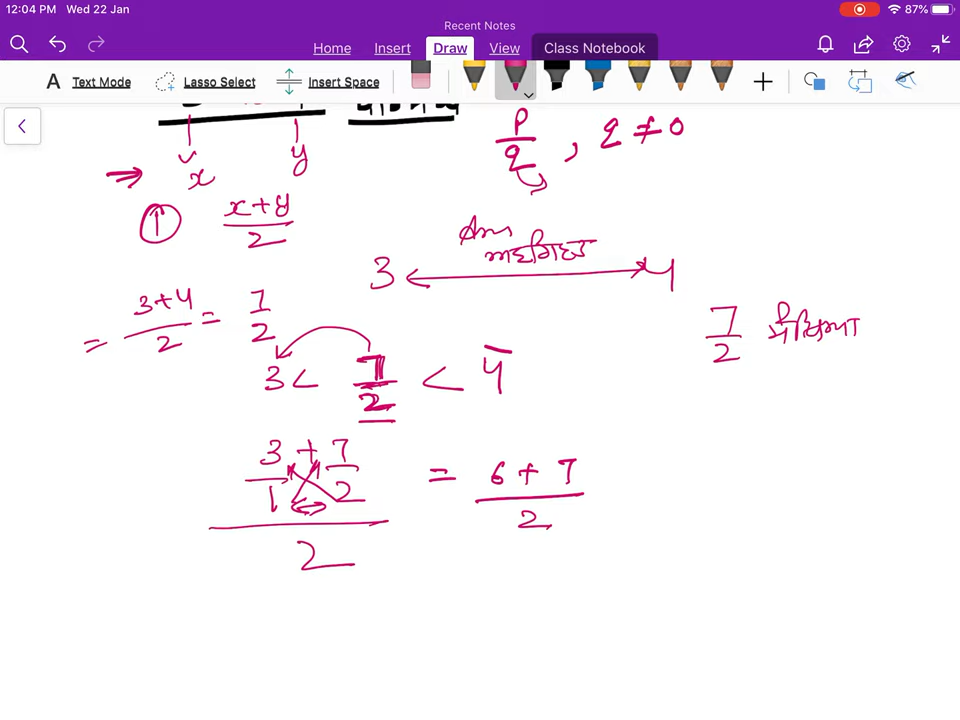 12:04 PM Wed 22 Jan
87%
Recent Notes
Home Insert Draw View Class Notebook
Text Mode Lasso Select Insert Space
p/q , q ≠ 0
x y
① (x+y)/2
Ans
3 4
= (3+4)/2 = 7/2
7/2
3 < 7/2 < 4
(3/1 + 7/2)/2 = (6+7)/2